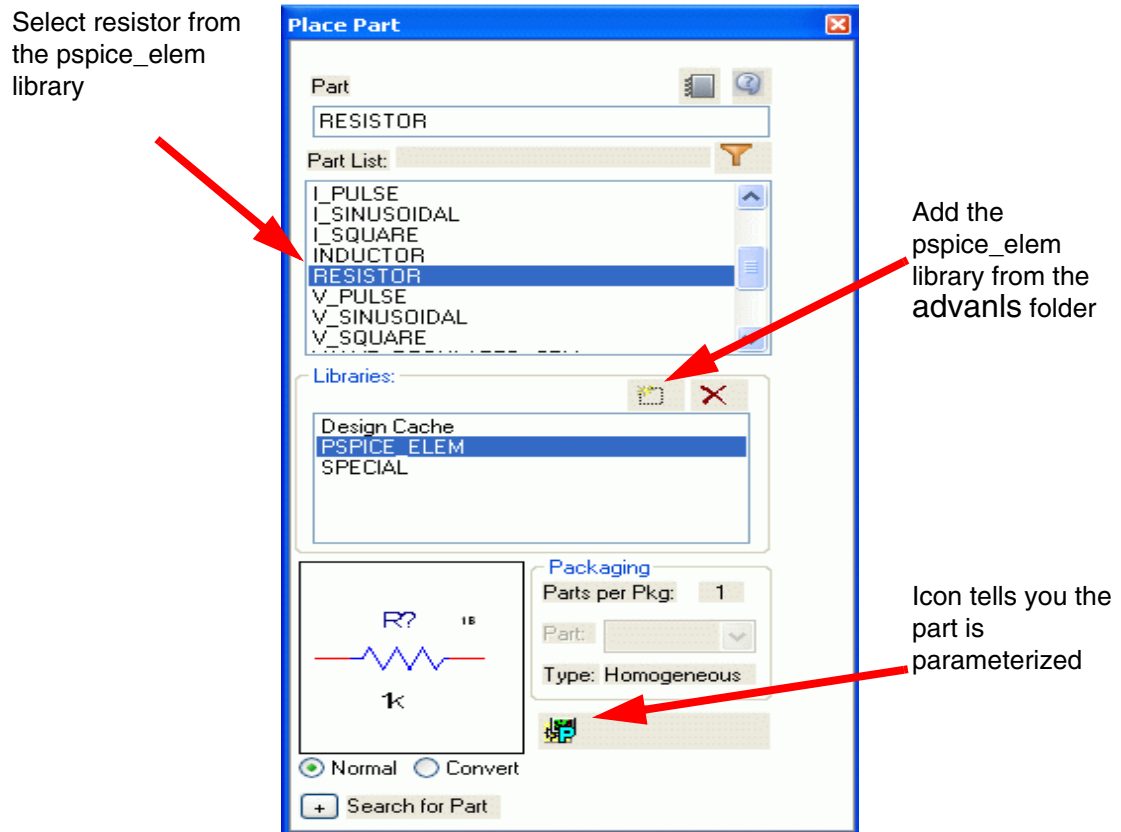 Select resistor from
the pspice_elem
library
Place Part
Part
RESISTOR
Part List:
I_PULSE
I_SINUSOIDAL
I_SQUARE
INDUCTOR
RESISTOR
V_PULSE
V_SINUSOIDAL
V_SQUARE
Add the
pspice_elem
library from the
advanls folder
Libraries:
Design Cache
PSPICE_ELEM
SPECIAL
R?
1k
Packaging
Parts per Pkg: 1
Part:
Type: Homogeneous
Icon tells you the
part is
parameterized
P
Normal Convert
+ Search for Part